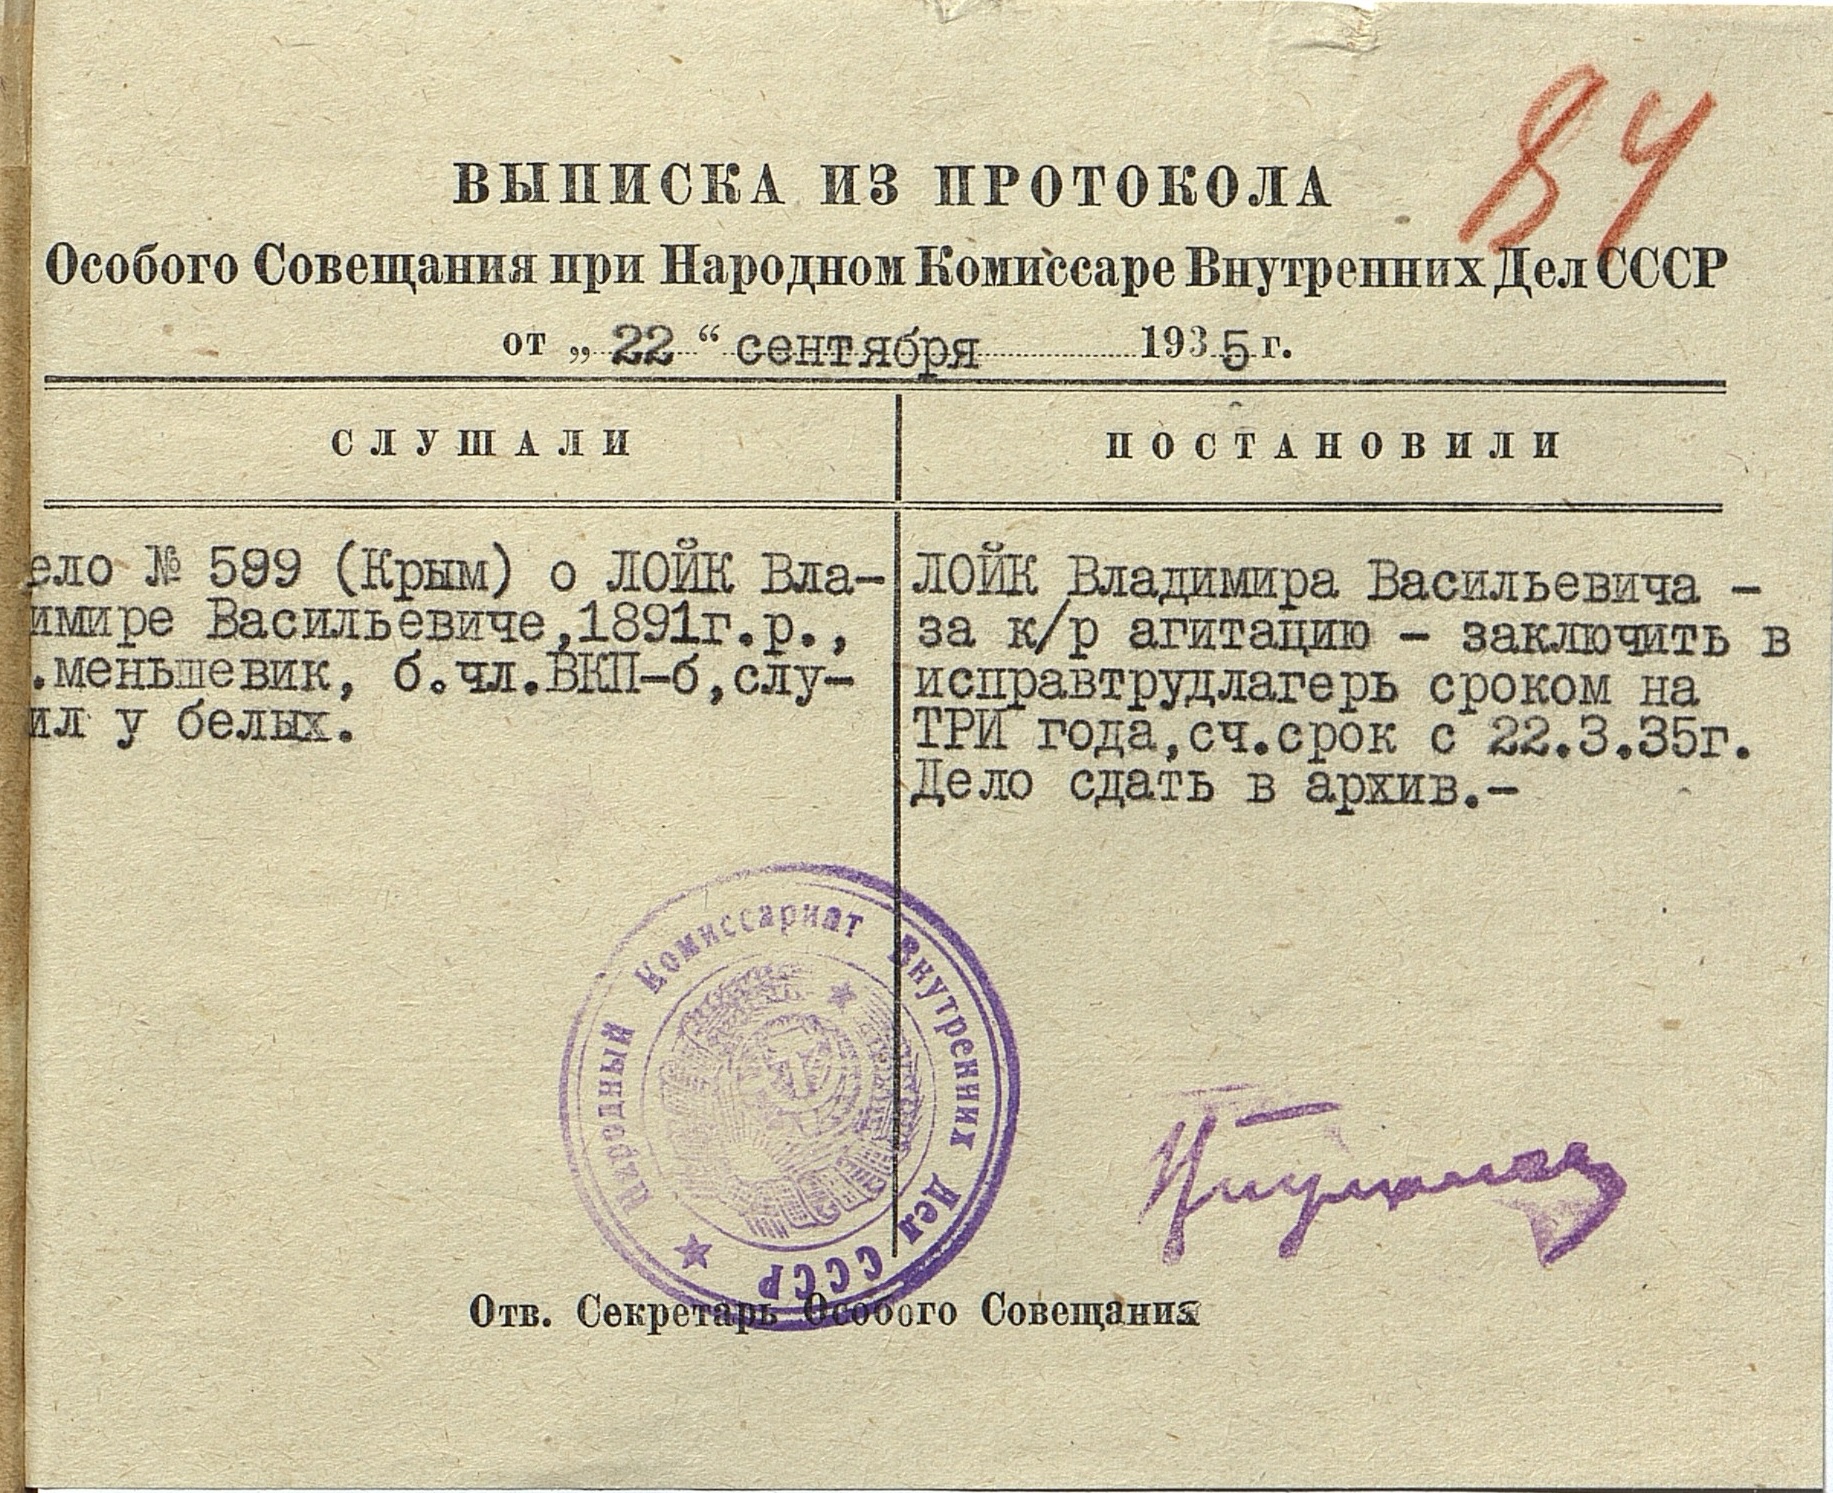 84
ВЫПИСКА ИЗ ПРОТОКОЛА
Особого Совещания при Народном Комиссаре Внутренних Дел СССР
от „ 22 “ сентября 1935 г.
СЛУШАЛИ
ело № 599 (Крым) о ЛОЙК Вла-
имире Васильевиче,1891г.р.,
.меньшевик, б.чл.ВКП-б,слу-
ил у белых.
ПОСТАНОВИЛИ
ЛОЙК Владимира Васильевича -
за к/р агитацию - заключить в
исправтрудлагерь сроком на
ТРИ года,сч.срок с 22.3.35г.
Дело сдать в архив.-
Народный Комиссариат Внутренних Дел СССР
Отв. Секретарь Особого Совещания